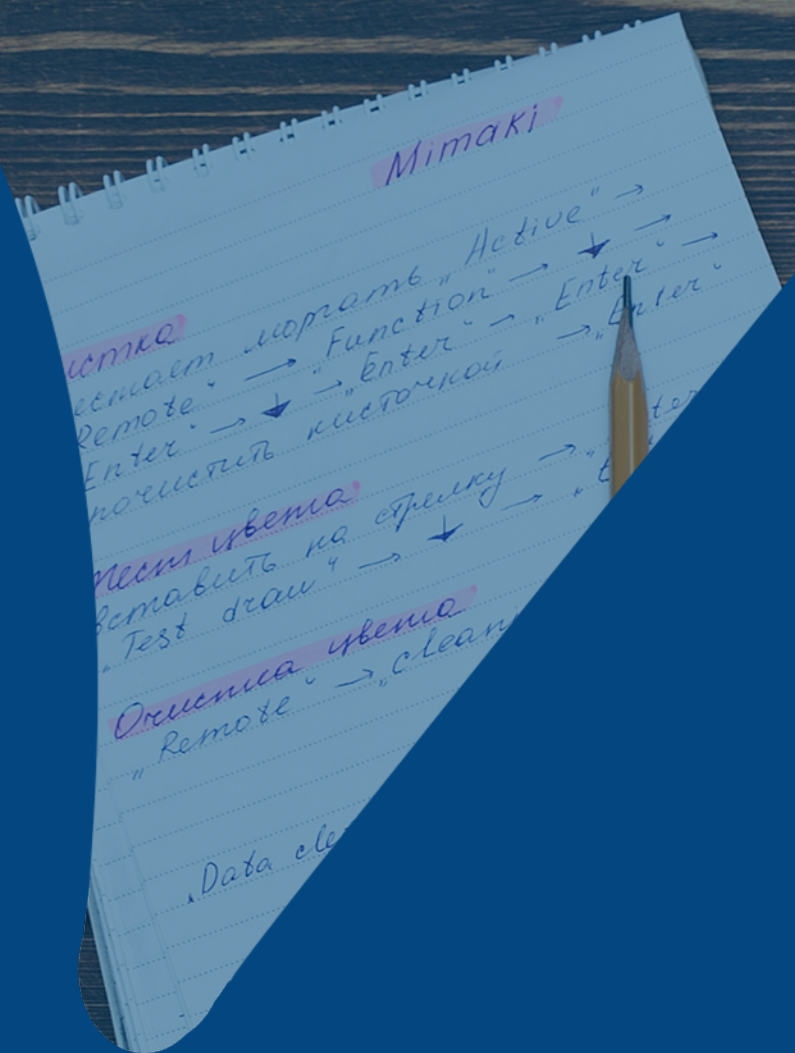 Mimaki
истка
естает моргать „Active“ →
Remote“ → „Function“ → ↓ →
Enter“ → ↓ → „Enter“ → „Enter“ →
почистить кисточкой → „Enter“
Тест цвета
вставить на стрелку → „
„Test draw“ → ↓ → „
Очистка цвета
„Remote“ → „clean
„Data cle